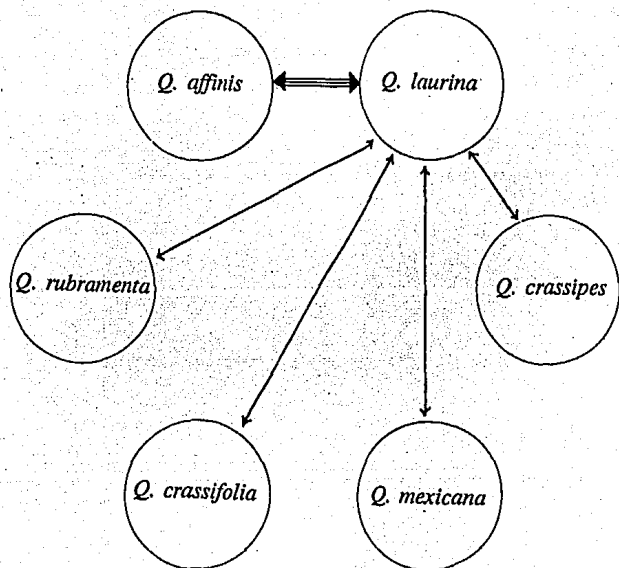 Q. affinis
Q. laurina
Q. rubramenta
Q. crassipes
Q. crassifolia
Q. mexicana